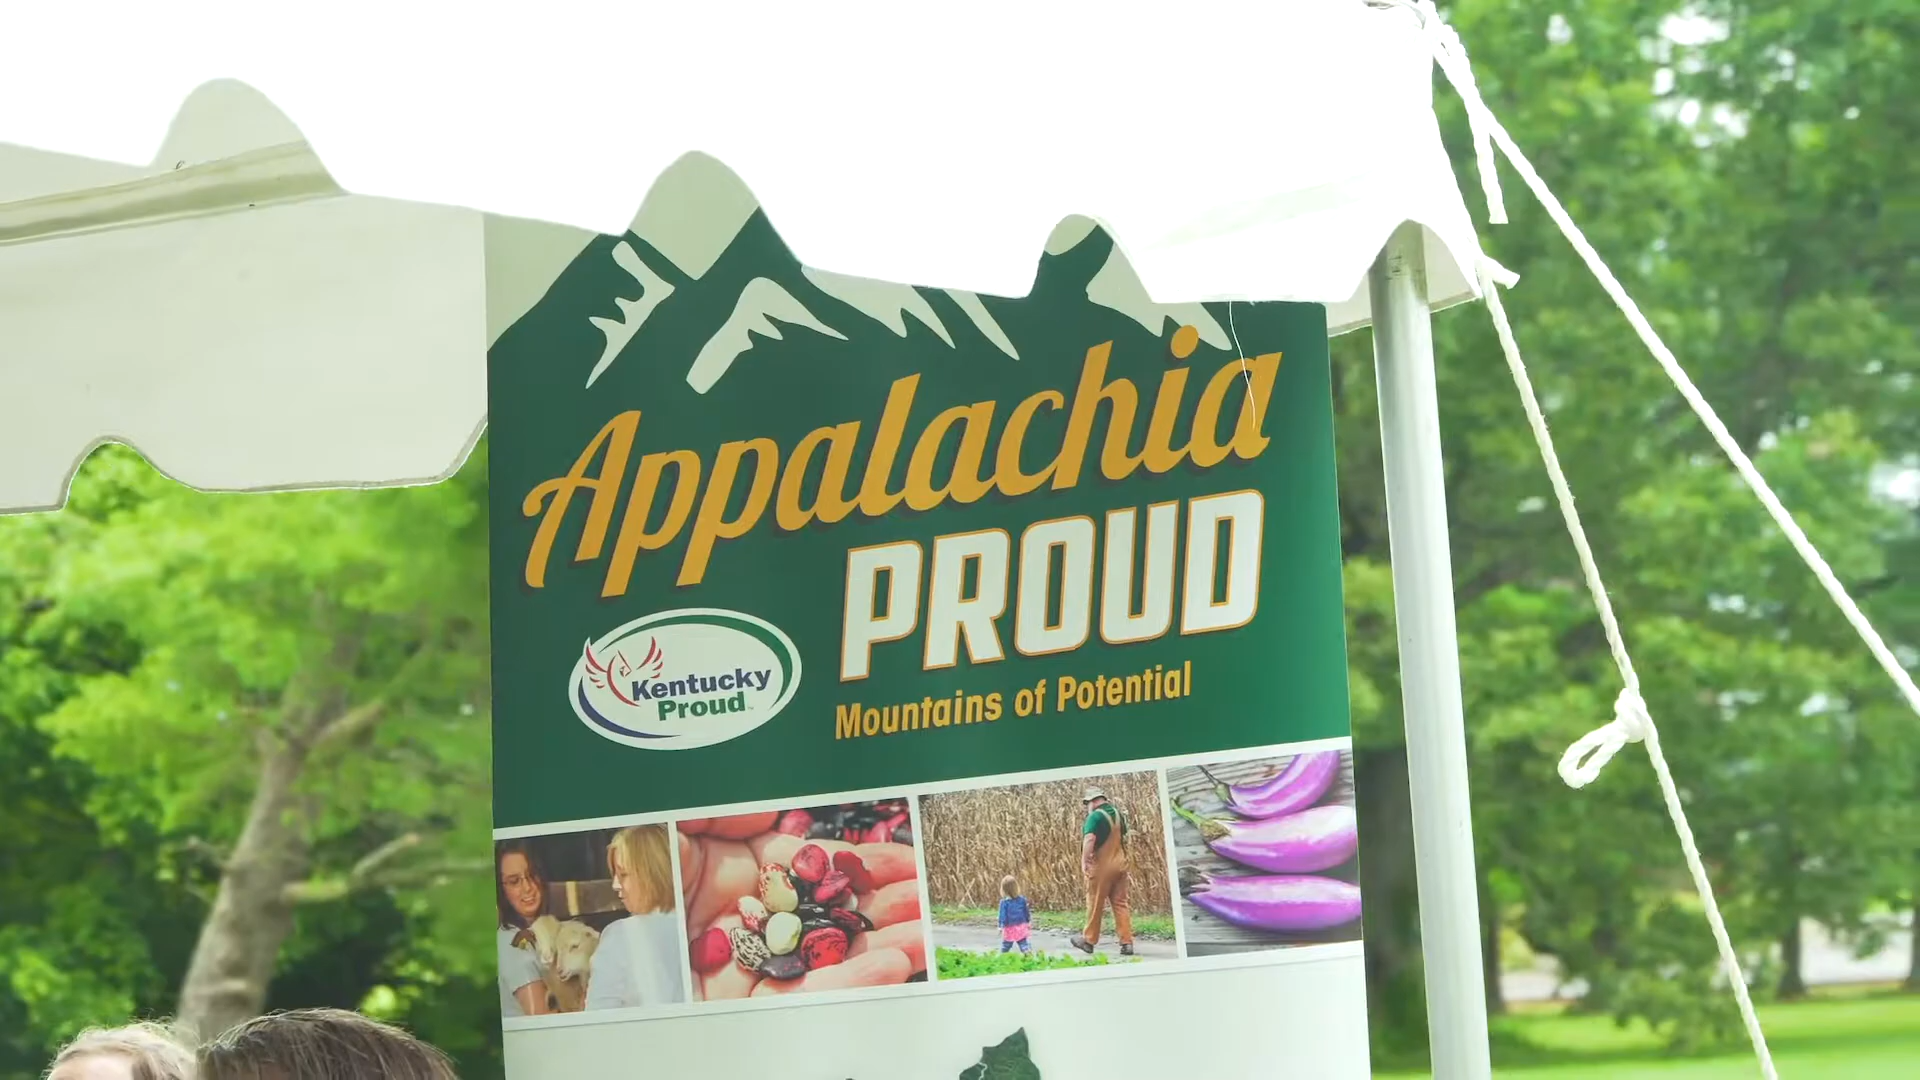 Appalachia
PROUD
Kentucky
Proud
Mountains of Potential